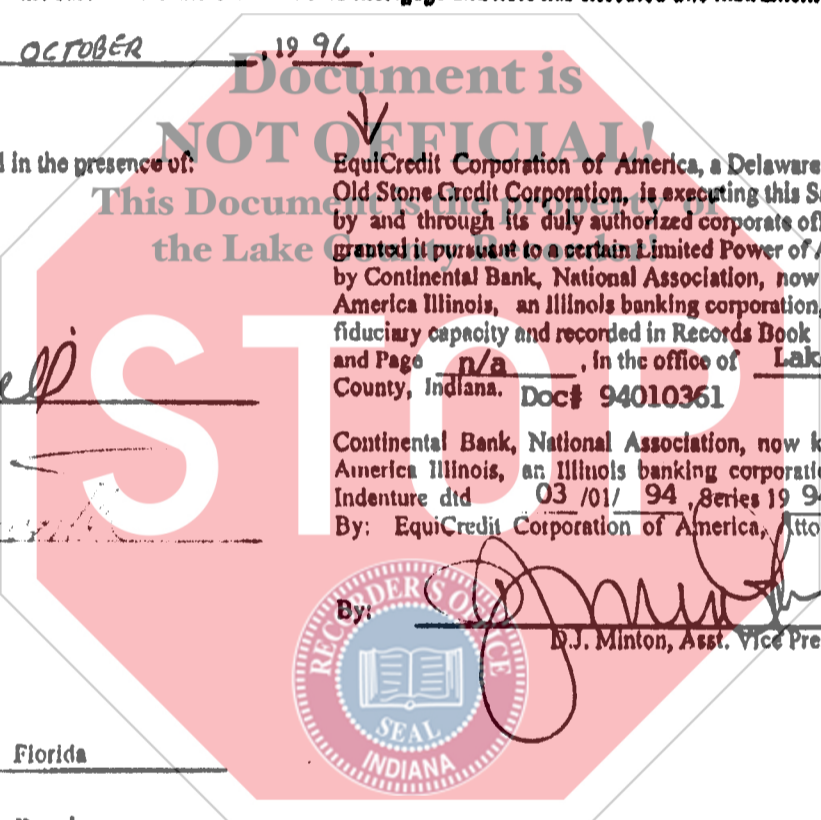 OCTOBER , 19 96.
Document is
NOT OFFICIAL!
This Document is the property of
the Lake County Recorder!
d in the presence of:
EquiCredit Corporation of America, a Delaware
Old Stone Credit Corporation, is executing this
by and through its duly authorized corporate
granted it pursuant to a certain Limited Power of
by Continental Bank, National Association, now
America Illinois, an Illinois banking corporation,
fiduciary capacity and recorded in Records Book
and Page n/a , in the office of Lak
County, Indiana. Doc# 94010361
STOP
Continental Bank, National Association, now k
America Illinois, an Illinois banking corporati
Indenture dtd 03 /01/ 94 , Series 19 9
By: EquiCredit Corporation of America, Atto
By:
D.J. Minton, Asst. Vice Pre
RECORDER'S OFFICE
SEAL
INDIANA
Florida